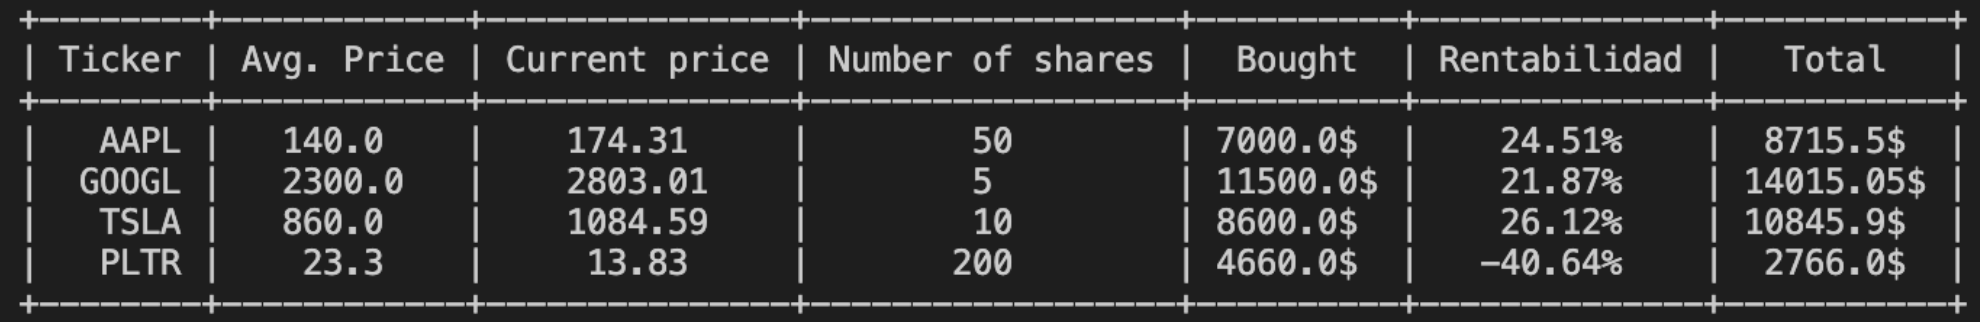 Ticker | Avg. Price | Current price | Number of shares | Bought | Rentabilidad | Total
AAPL | 140.0 | 174.31 | 50 | 7000.0$ | 24.51% | 8715.5$
GOOGL | 2300.0 | 2803.01 | 5 | 11500.0$ | 21.87% | 14015.05$
TSLA | 860.0 | 1084.59 | 10 | 8600.0$ | 26.12% | 10845.9$
PLTR | 23.3 | 13.83 | 200 | 4660.0$ | -40.64% | 2766.0$